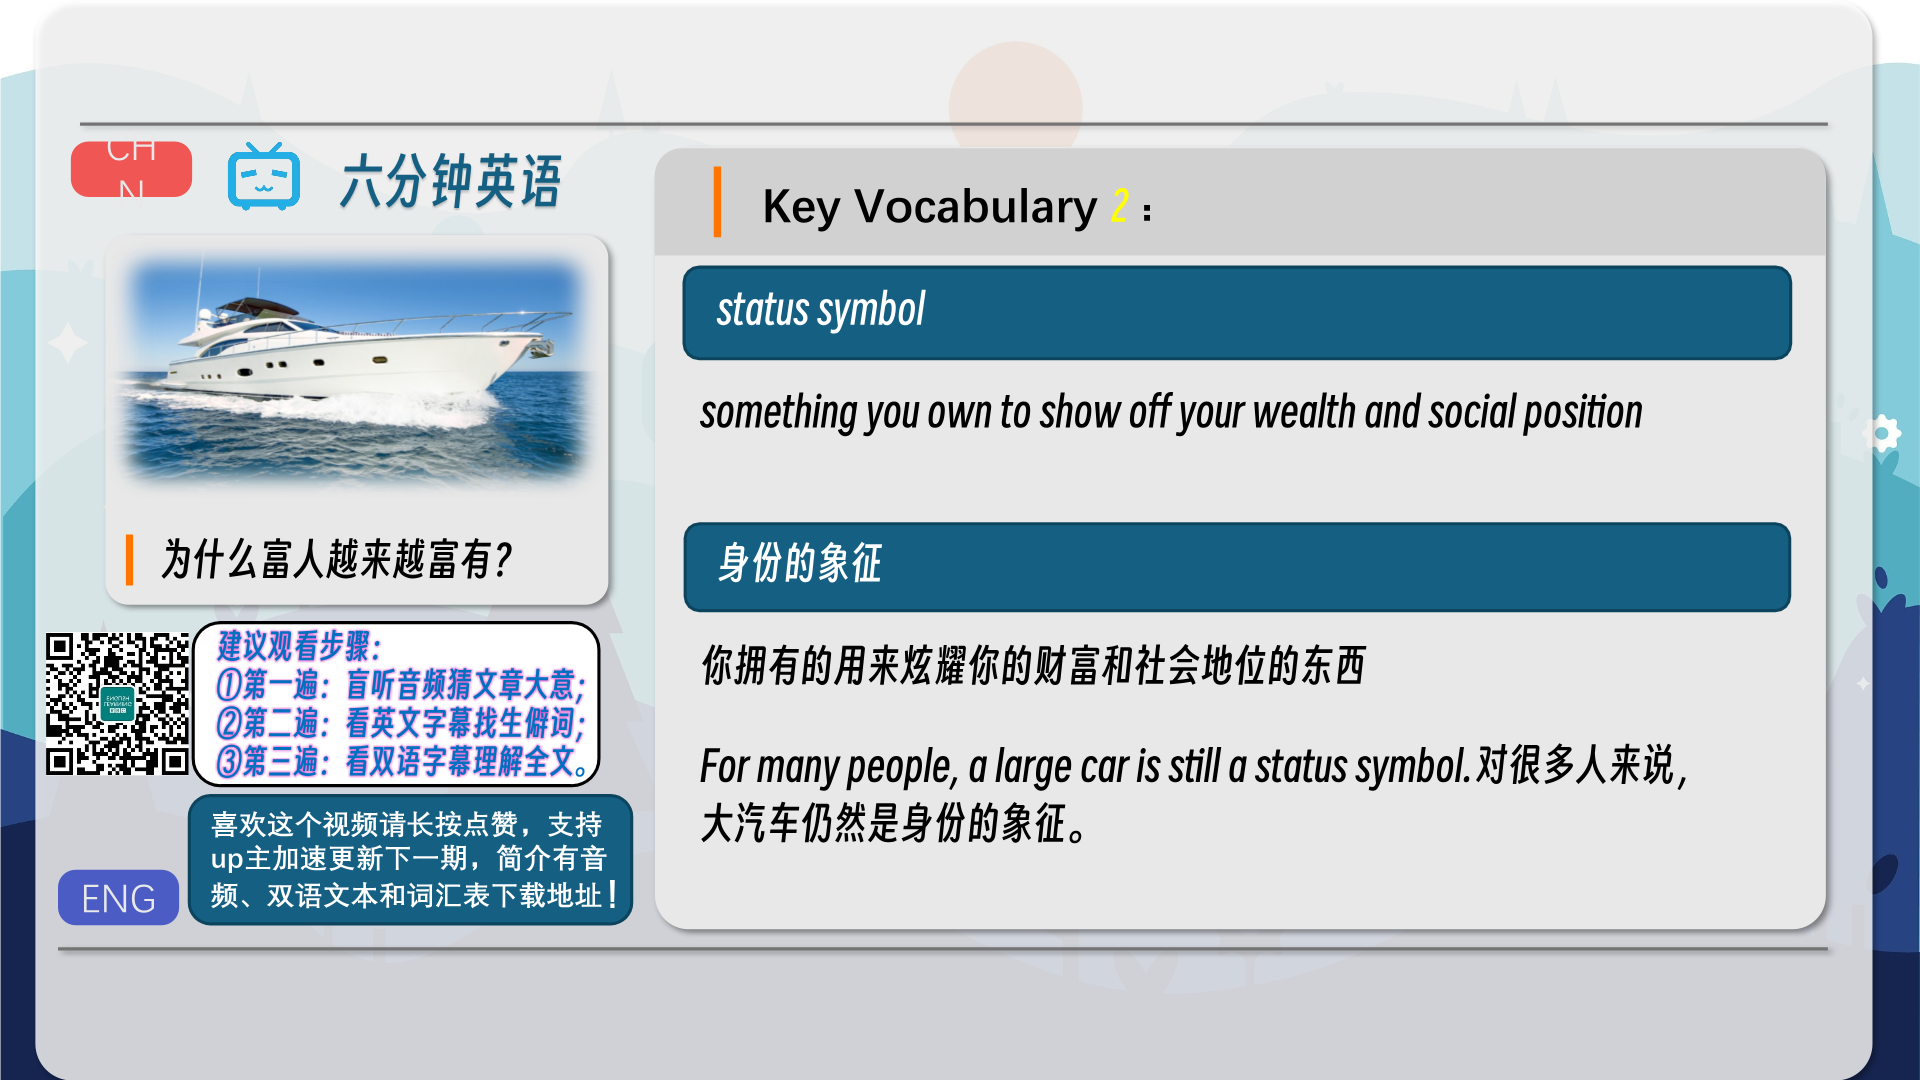 CH
N
六分钟英语
为什么富人越来越富有?
建议观看步骤:
①第一遍:盲听音频猜文章大意;
②第二遍:看英文字幕找生僻词;
③第三遍:看双语字幕理解全文。
喜欢这个视频请长按点赞，支持
up主加速更新下一期，简介有音
频、双语文本和词汇表下载地址！
ENG
Key Vocabulary 2：
status symbol
something you own to show off your wealth and social position
身份的象征
你拥有的用来炫耀你的财富和社会地位的东西
For many people, a large car is still a status symbol.对很多人来说,
大汽车仍然是身份的象征。